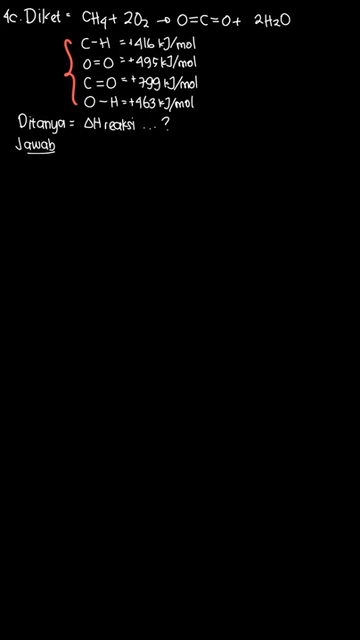 4c. Diket = CH4 + 2O2 → O=C=O + 2H2O
C-H = +416 kJ/mol
O=O = +495 kJ/mol
C=O = +799 kJ/mol
O-H = +463 kJ/mol
Ditanya = ΔH reaksi ... ?
Jawab